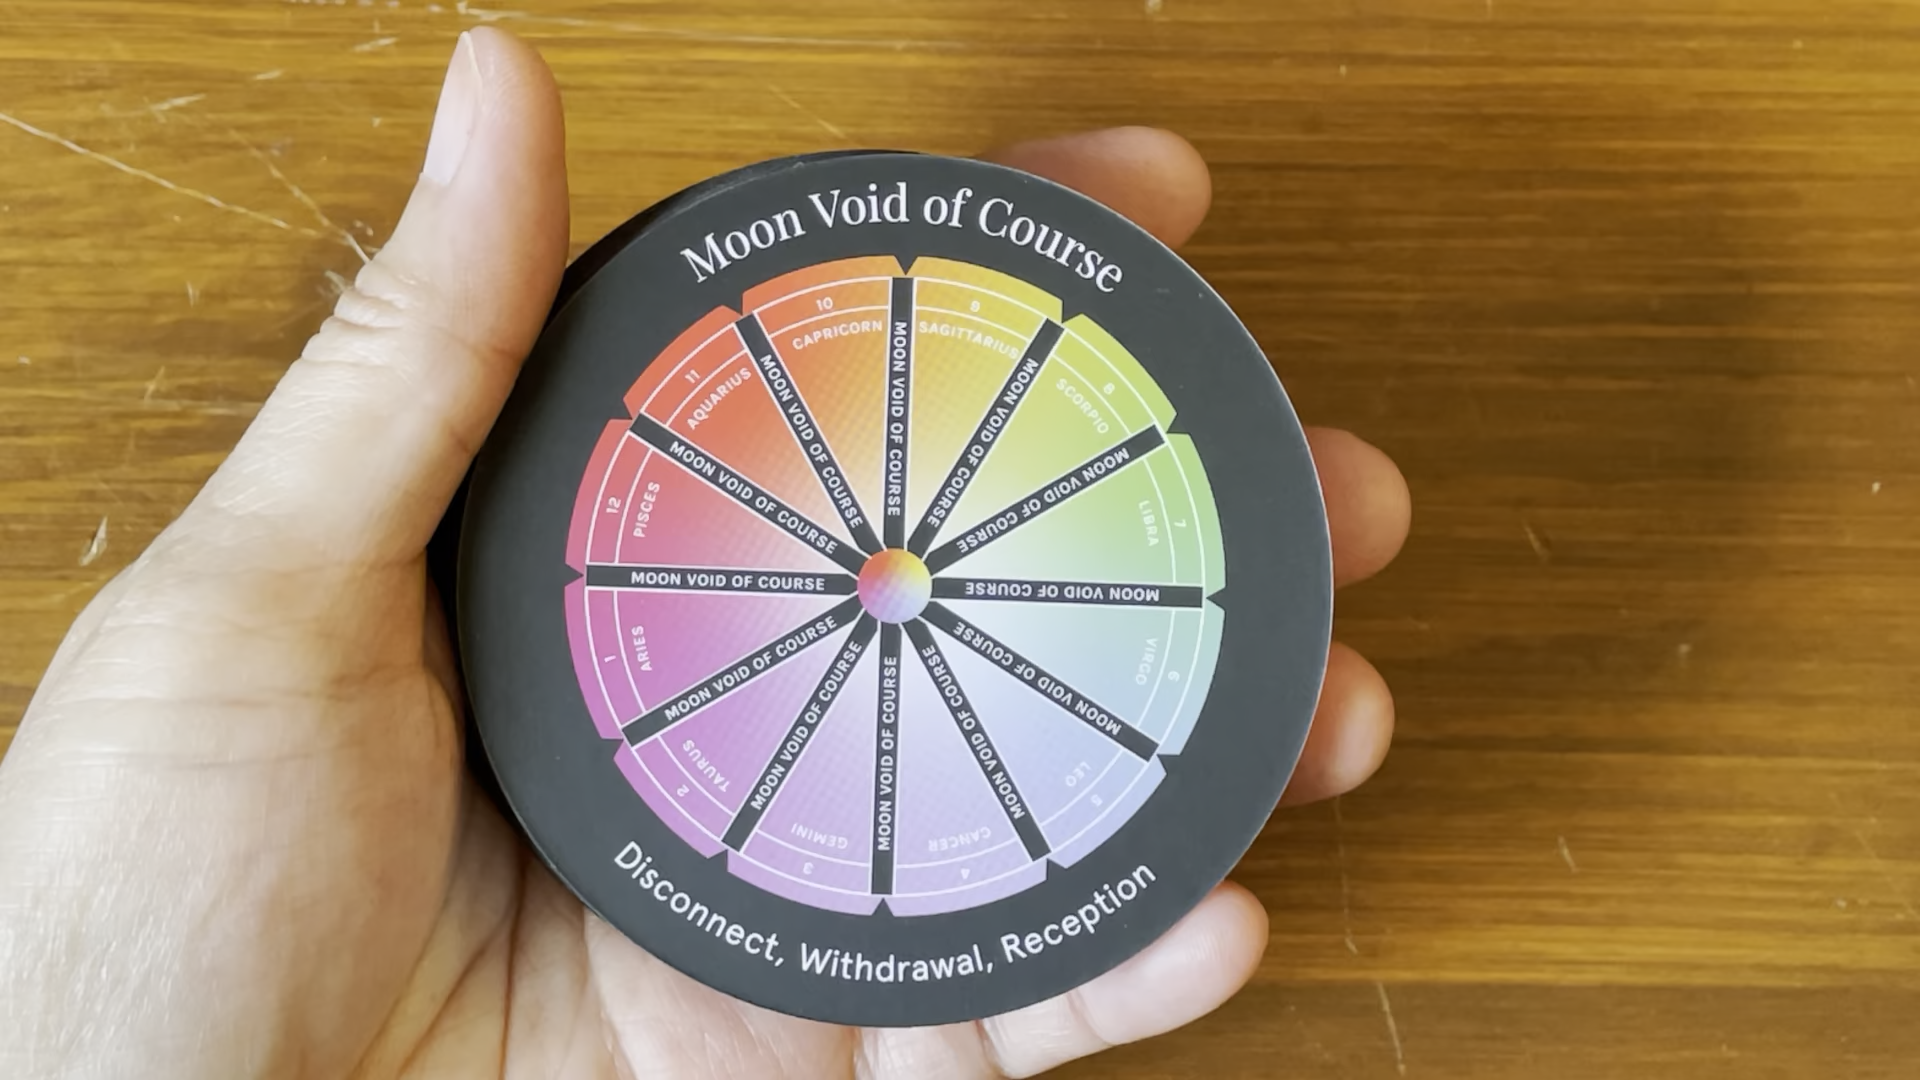 Moon Void of Course
10
CAPRICORN
MOON VOID OF COURSE
9
SAGITTARIUS
MOON VOID OF COURSE
8
SCORPIO
MOON VOID OF COURSE
7
LIBRA
MOON VOID OF COURSE
6
VIRGO
MOON VOID OF COURSE
5
LEO
MOON VOID OF COURSE
4
CANCER
MOON VOID OF COURSE
3
GEMINI
MOON VOID OF COURSE
2
TAURUS
MOON VOID OF COURSE
1
ARIES
MOON VOID OF COURSE
12
PISCES
MOON VOID OF COURSE
11
AQUARIUS
MOON VOID OF COURSE
Disconnect, Withdrawal, Reception